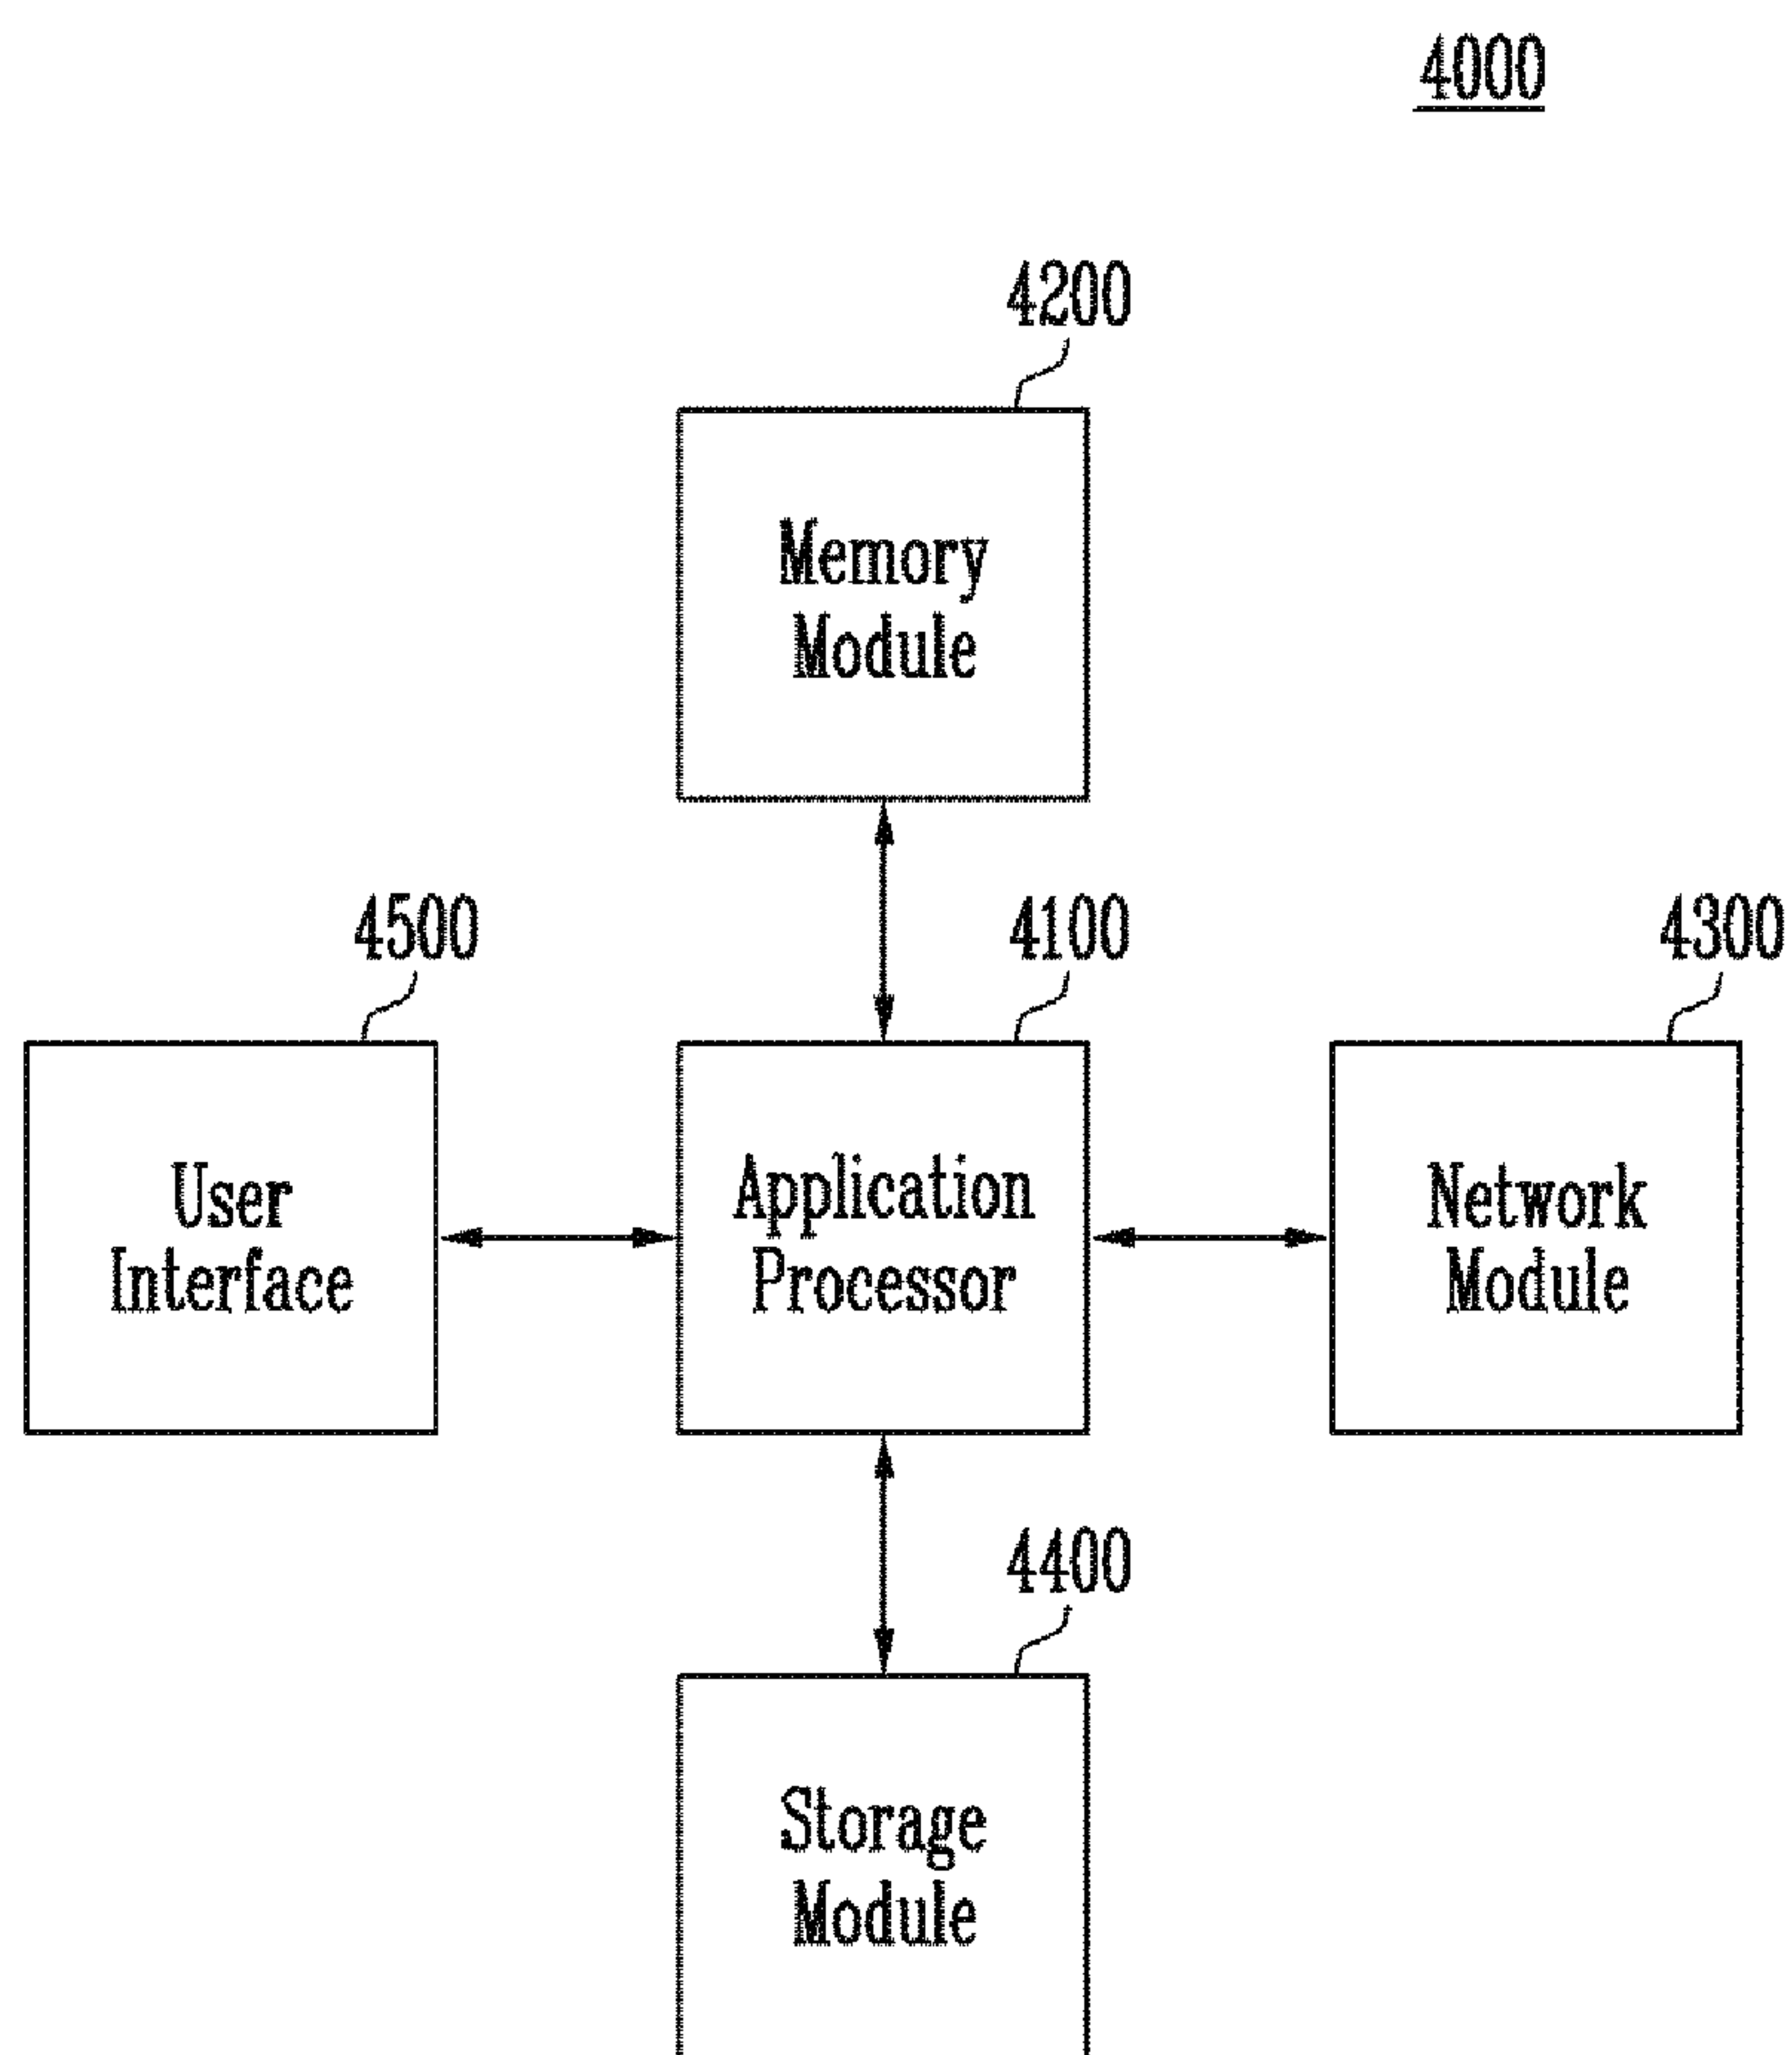 4000
4200
Memory
Module
4500
4100
4300
User
Interface
Application
Processor
Network
Module
4400
Storage
Module